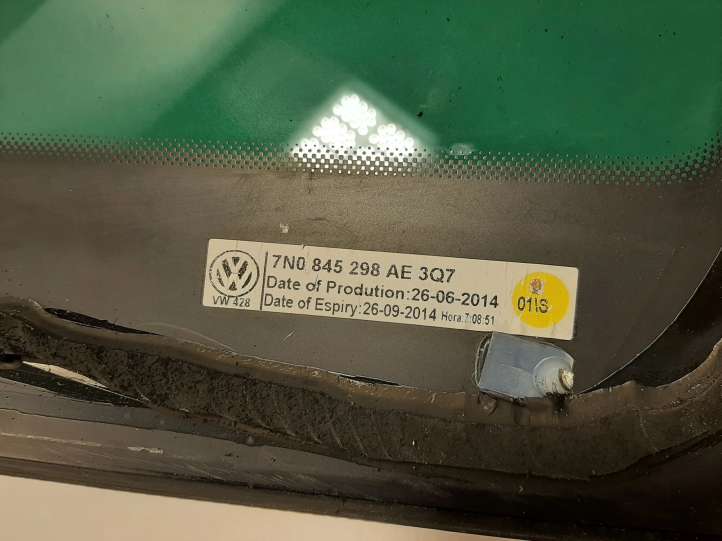 7N0 845 298 AE 3Q7
Date of Prodution:26-06-2014
Date of Espiry:26-09-2014 Hora:7:08:51
VW 428
01\S